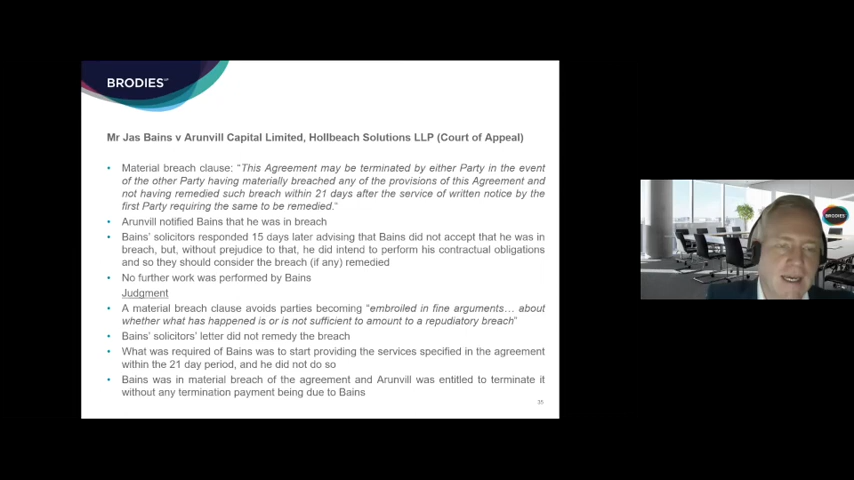 BRODIES LLP
Mr Jas Bains v Arunvill Capital Limited, Hollbeach Solutions LLP (Court of Appeal)
• Material breach clause: "This Agreement may be terminated by either Party in the event
of the other Party having materially breached any of the provisions of this Agreement and
not having remedied such breach within 21 days after the service of written notice by the
first Party requiring the same to be remedied."
• Arunvill notified Bains that he was in breach
• Bains' solicitors responded 15 days later advising that Bains did not accept that he was in
breach, but, without prejudice to that, he did intend to perform his contractual obligations
and so they should consider the breach (if any) remedied
• No further work was performed by Bains
Judgment
• A material breach clause avoids parties becoming "embroiled in fine arguments… about
whether what has happened is or is not sufficient to amount to a repudiatory breach"
• Bains' solicitors' letter did not remedy the breach
• What was required of Bains was to start providing the services specified in the agreement
within the 21 day period, and he did not do so
• Bains was in material breach of the agreement and Arunvill was entitled to terminate it
without any termination payment being due to Bains
35
BRODIES